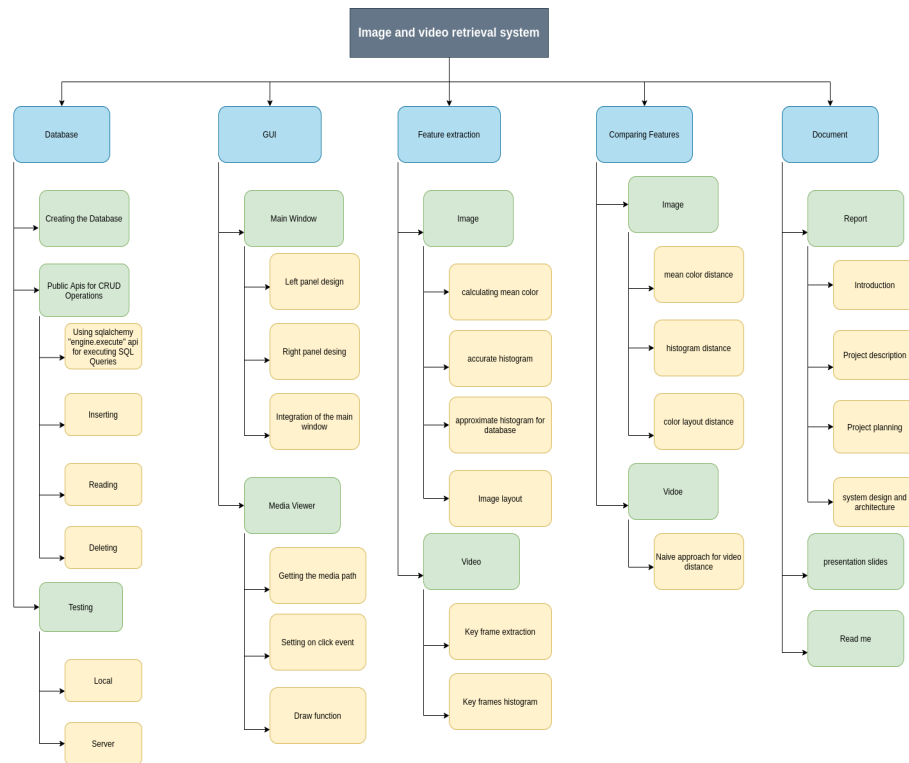 Image and video retrieval system
Database
Creating the Database
Public Apis for CRUD
Operations
Using sqlalchemy
"engine.execute" api
for executing SQL
Queries
Inserting
Reading
Deleting
Testing
Local
Server
GUI
Main Window
Left panel design
Right panel desing
Integration of the main
window
Media Viewer
Getting the media path
Setting on click event
Draw function
Feature extraction
Image
calculating mean color
accurate histogram
approximate histogram for
database
Image layout
Video
Key frame extraction
Key frames histogram
Comparing Features
Image
mean color distance
histogram distance
color layout distance
Vidoe
Naive approach for video
distance
Document
Report
Introduction
Project description
Project planning
system design and
architecture
presentation slides
Read me